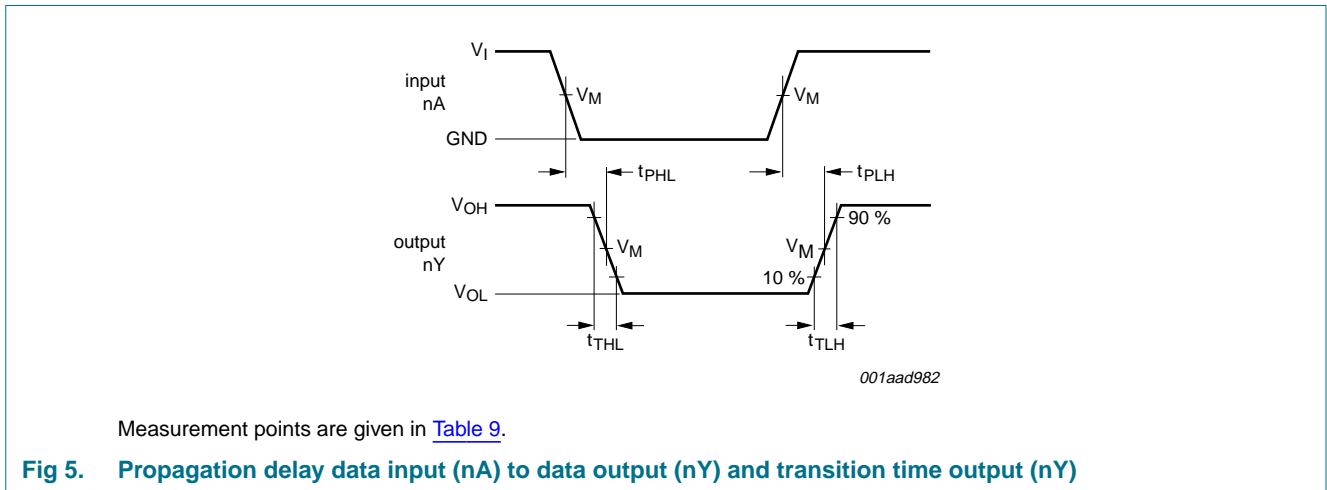 VI
input
nA
VM
VM
GND
tPHL
tPLH
VOH
90 %
output
nY
VM
VM
10 %
VOL
tTHL
tTLH
001aad982
Measurement points are given in Table 9.
Fig 5. Propagation delay data input (nA) to data output (nY) and transition time output (nY)